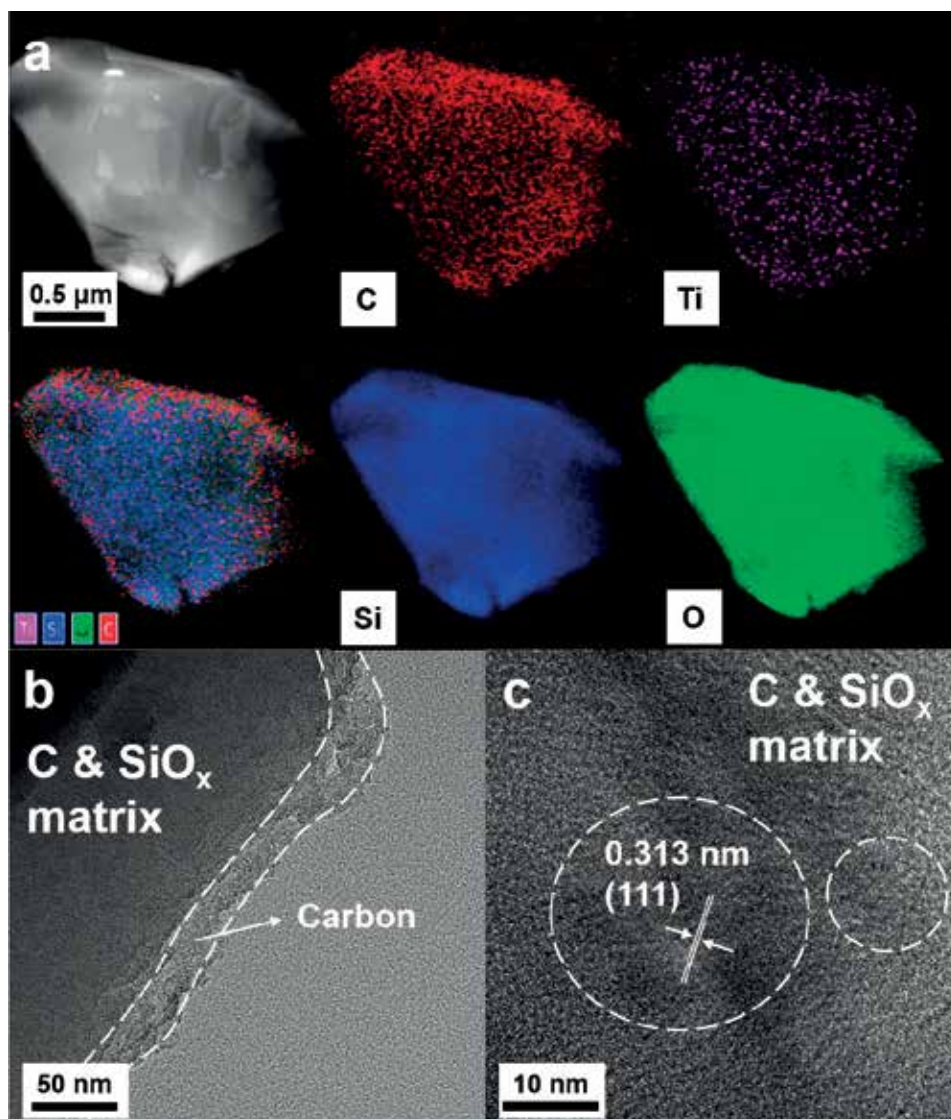 a
0.5 µm
C
Ti
Si
O
Si
C
b
C & SiOₓ
matrix
Carbon
50 nm
c
C & SiOₓ
matrix
0.313 nm
(111)
10 nm